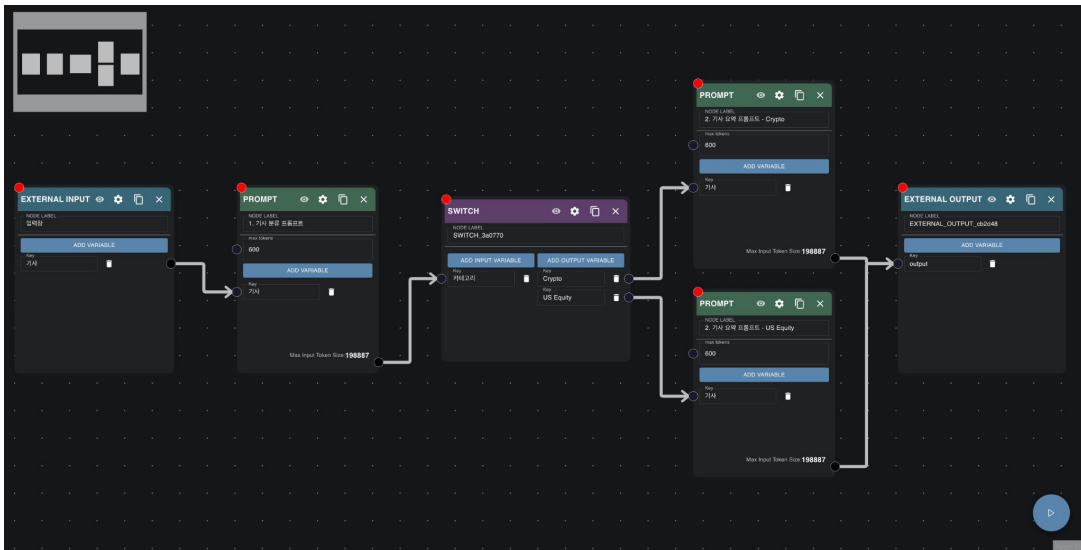 EXTERNAL INPUT
NODE LABEL
입력창
ADD VARIABLE
Key
기사
PROMPT
NODE LABEL
1. 기사 분류 프롬프트
max tokens
600
ADD VARIABLE
Key
기사
Max Input Token Size:198887
SWITCH
NODE LABEL
SWITCH_3a0770
ADD INPUT VARIABLE
ADD OUTPUT VARIABLE
Key
카테고리
Key
Crypto
Key
US Equity
PROMPT
NODE LABEL
2. 기사 요약 프롬프트 - Crypto
max tokens
600
ADD VARIABLE
Key
기사
Max Input Token Size:198887
PROMPT
NODE LABEL
2. 기사 요약 프롬프트 - US Equity
max tokens
600
ADD VARIABLE
Key
기사
Max Input Token Size:198887
EXTERNAL OUTPUT
NODE LABEL
EXTERNAL_OUTPUT_cb2d48
ADD VARIABLE
Key
output